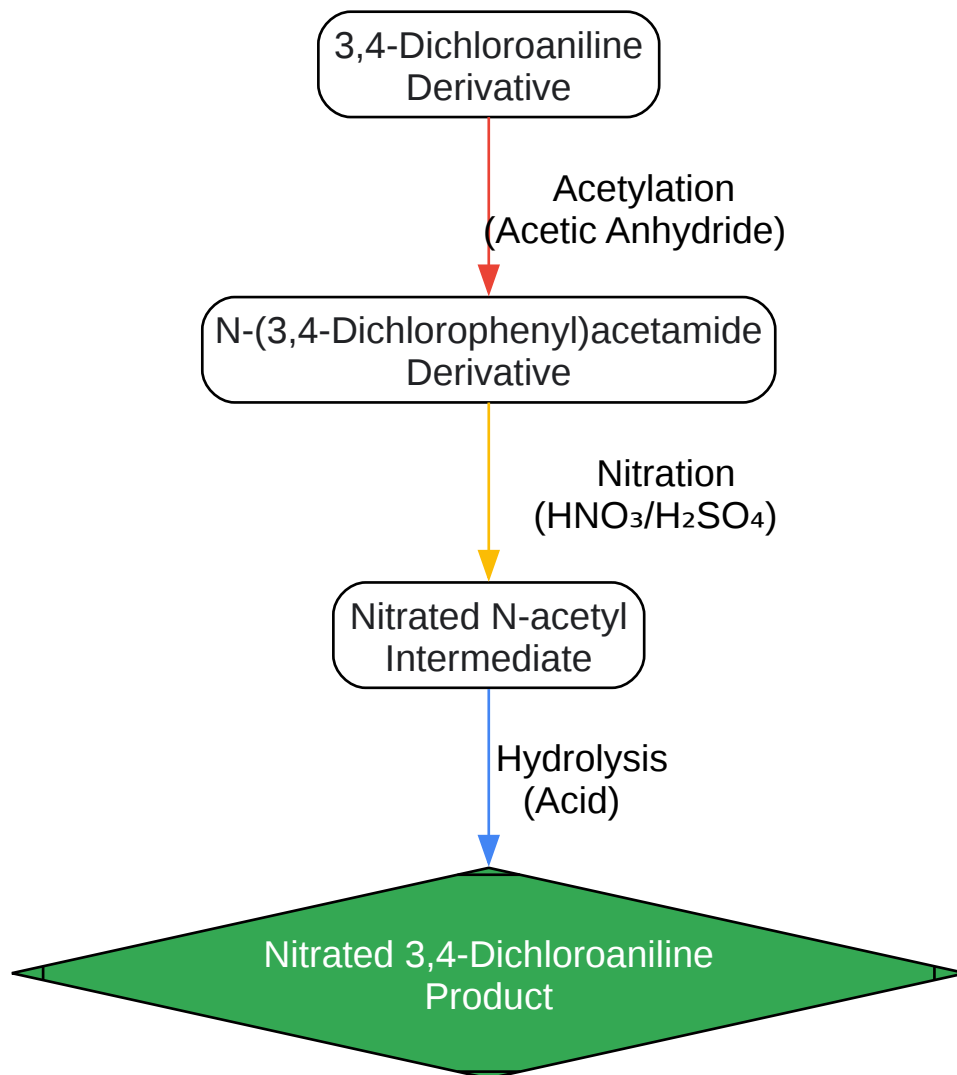 3,4-Dichloroaniline
Derivative
Acetylation
(Acetic Anhydride)
N-(3,4-Dichlorophenyl)acetamide
Derivative
Nitration
(HNO₃/H₂SO₄)
Nitrated N-acetyl
Intermediate
Hydrolysis
(Acid)
Nitrated 3,4-Dichloroaniline
Product